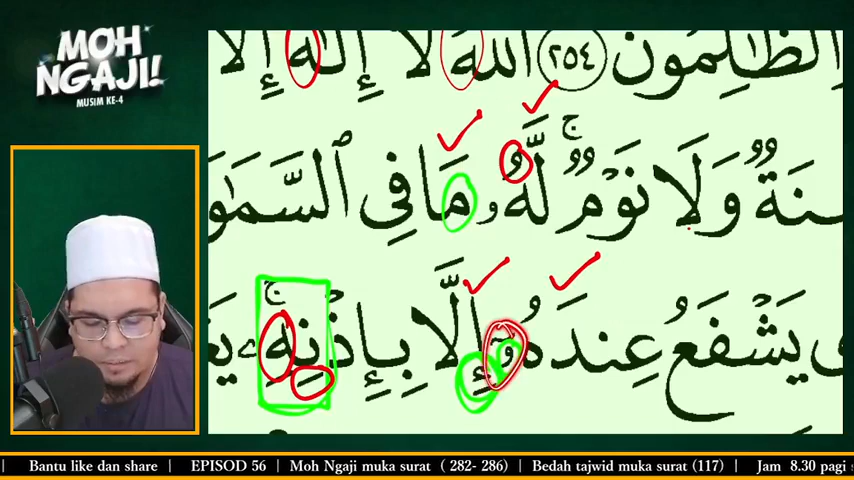 MOH
NGAJI!
MUSIM KE-4
ٱلظَّٰلِمُونَ ٢٥٤ ٱللَّهُ لَآ إِلَٰهَ إِلَّا
سِنَةٌ وَلَا نَوْمٌ ۚ لَّهُۥ مَا فِى ٱلسَّمَٰوَ
يَشْفَعُ عِندَهُۥٓ إِلَّا بِإِذْنِهِۦ ۚ يَعْ
| Bantu like dan share | EPISOD 56 | Moh Ngaji muka surat ( 282- 286) | Bedah tajwid muka surat (117) | Jam 8.30 pagi